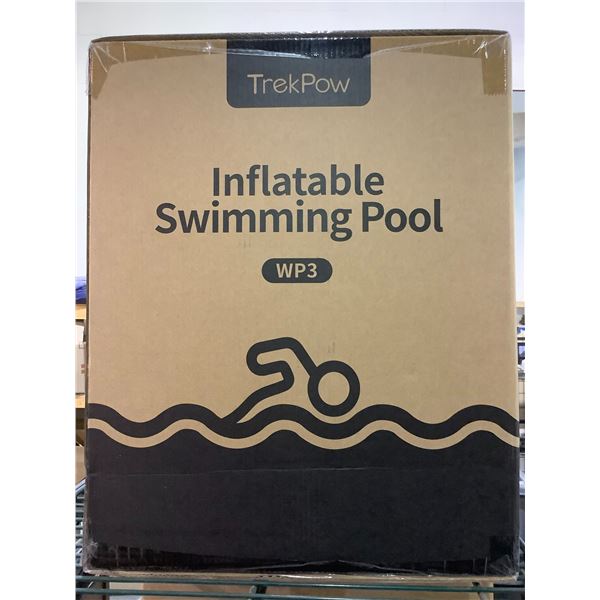 TrekPow
Inflatable
Swimming Pool
WP3